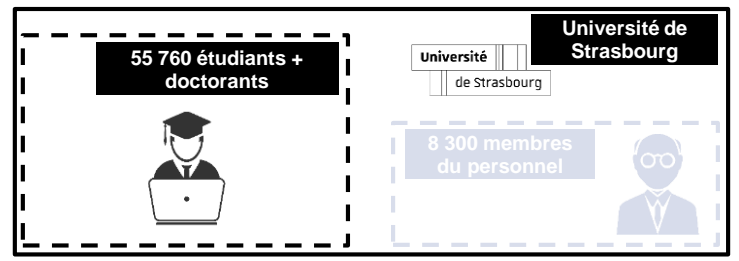 55 760 étudiants +
doctorants
Université
de Strasbourg
Université de
Strasbourg
8 300 membres
du personnel